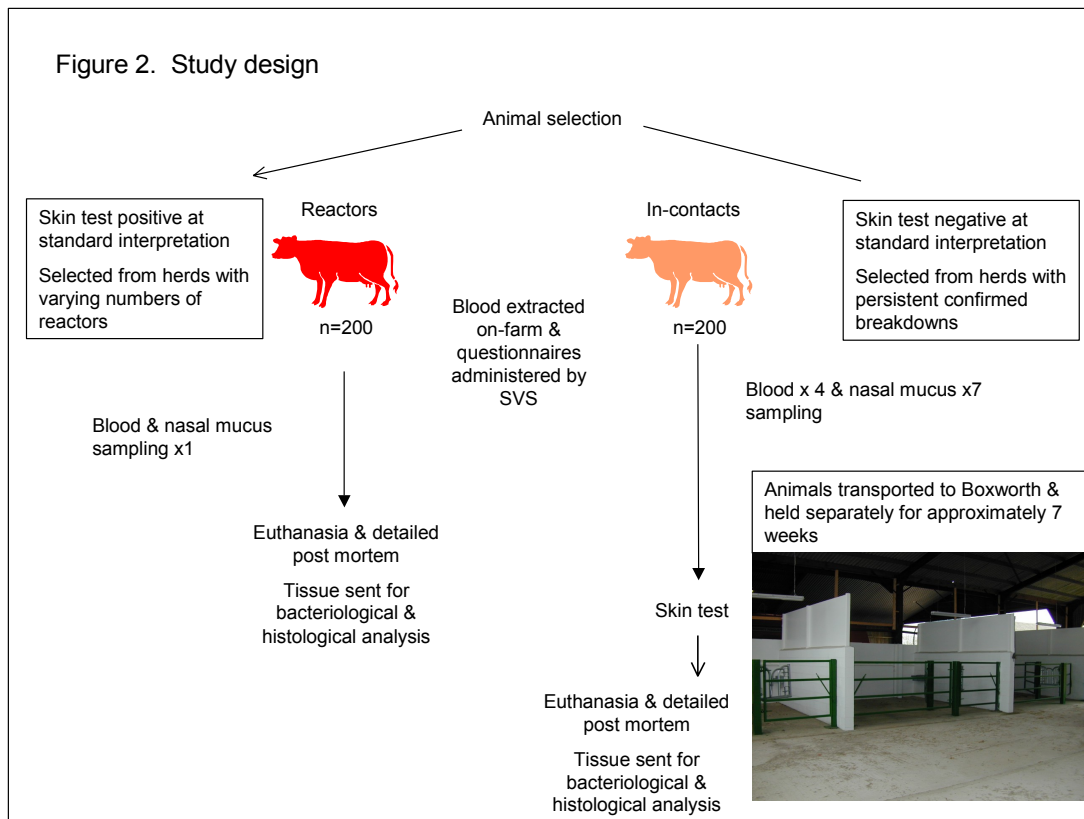 Figure 2.  Study design
Animal selection
Skin test positive at
standard interpretation
Selected from herds with
varying numbers of
reactors
Reactors
n=200
In-contacts
n=200
Skin test negative at
standard interpretation
Selected from herds with
persistent confirmed
breakdowns
Blood extracted
on-farm &
questionnaires
administered by
SVS
Blood & nasal mucus
sampling x1
Blood x 4 & nasal mucus x7
sampling
Animals transported to Boxworth &
held separately for approximately 7
weeks
Euthanasia & detailed
post mortem
Tissue sent for
bacteriological &
histological analysis
Skin test
Euthanasia & detailed
post mortem
Tissue sent for
bacteriological &
histological analysis